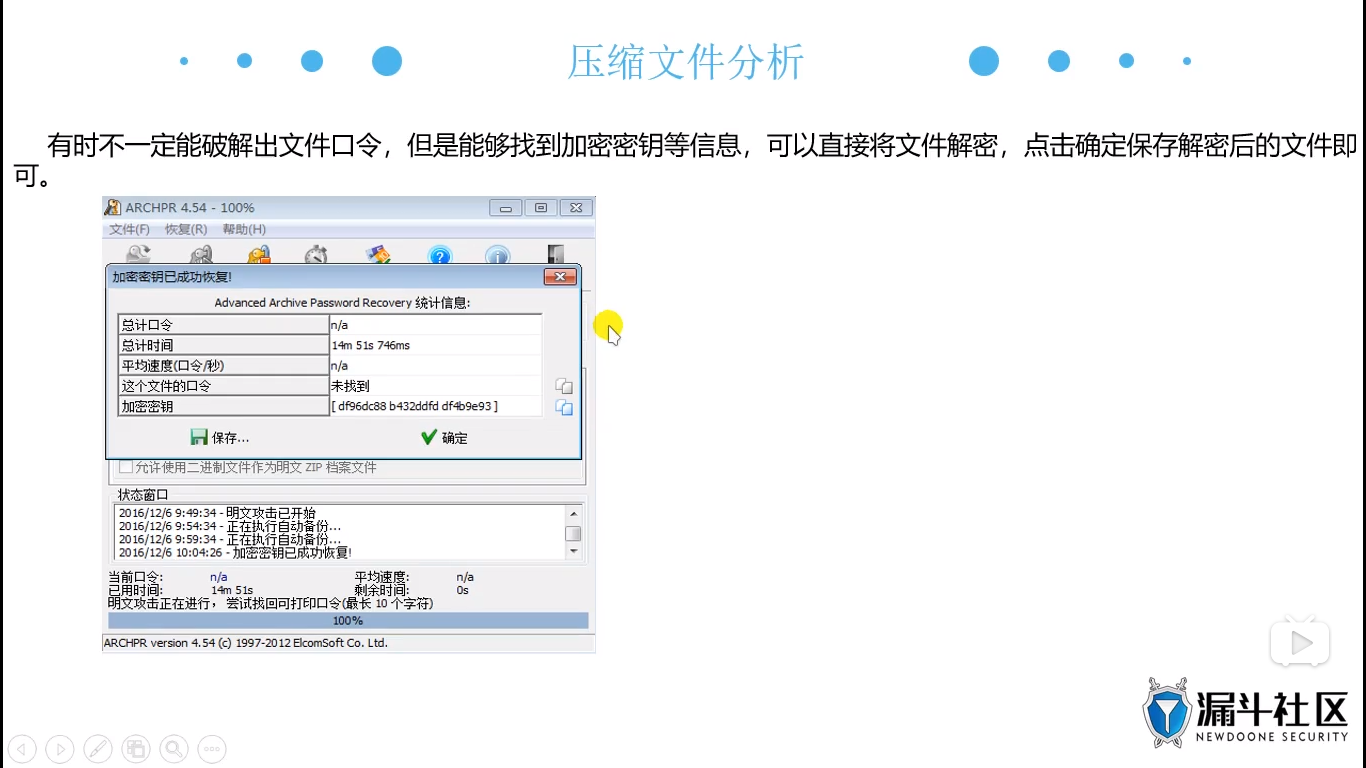 压缩文件分析
有时不一定能破解出文件口令，但是能够找到加密密钥等信息，可以直接将文件解密，点击确定保存解密后的文件即
可。
ARCHPR 4.54 - 100%
文件(F) 恢复(R) 帮助(H)
加密密钥已成功恢复!
Advanced Archive Password Recovery 统计信息:
总计口令 n/a
总计时间 14m 51s 746ms
平均速度(口令/秒) n/a
这个文件的口令 未找到
加密密钥 [ df96dc88 b432ddfd df4b9e93 ]
保存... 确定
允许使用二进制文件作为明文 ZIP 档案文件
状态窗口
2016/12/6 9:49:34 - 明文攻击已开始
2016/12/6 9:54:34 - 正在执行自动备份...
2016/12/6 9:59:34 - 正在执行自动备份...
2016/12/6 10:04:26 - 加密密钥已成功恢复!
当前口令: n/a 平均速度: n/a
已用时间: 14m 51s 剩余时间: 0s
明文攻击正在进行，尝试找回可打印口令(最长 10 个字符)
100%
ARCHPR version 4.54 (c) 1997-2012 ElcomSoft Co. Ltd.
漏斗社区
NEWDOONE SECURITY